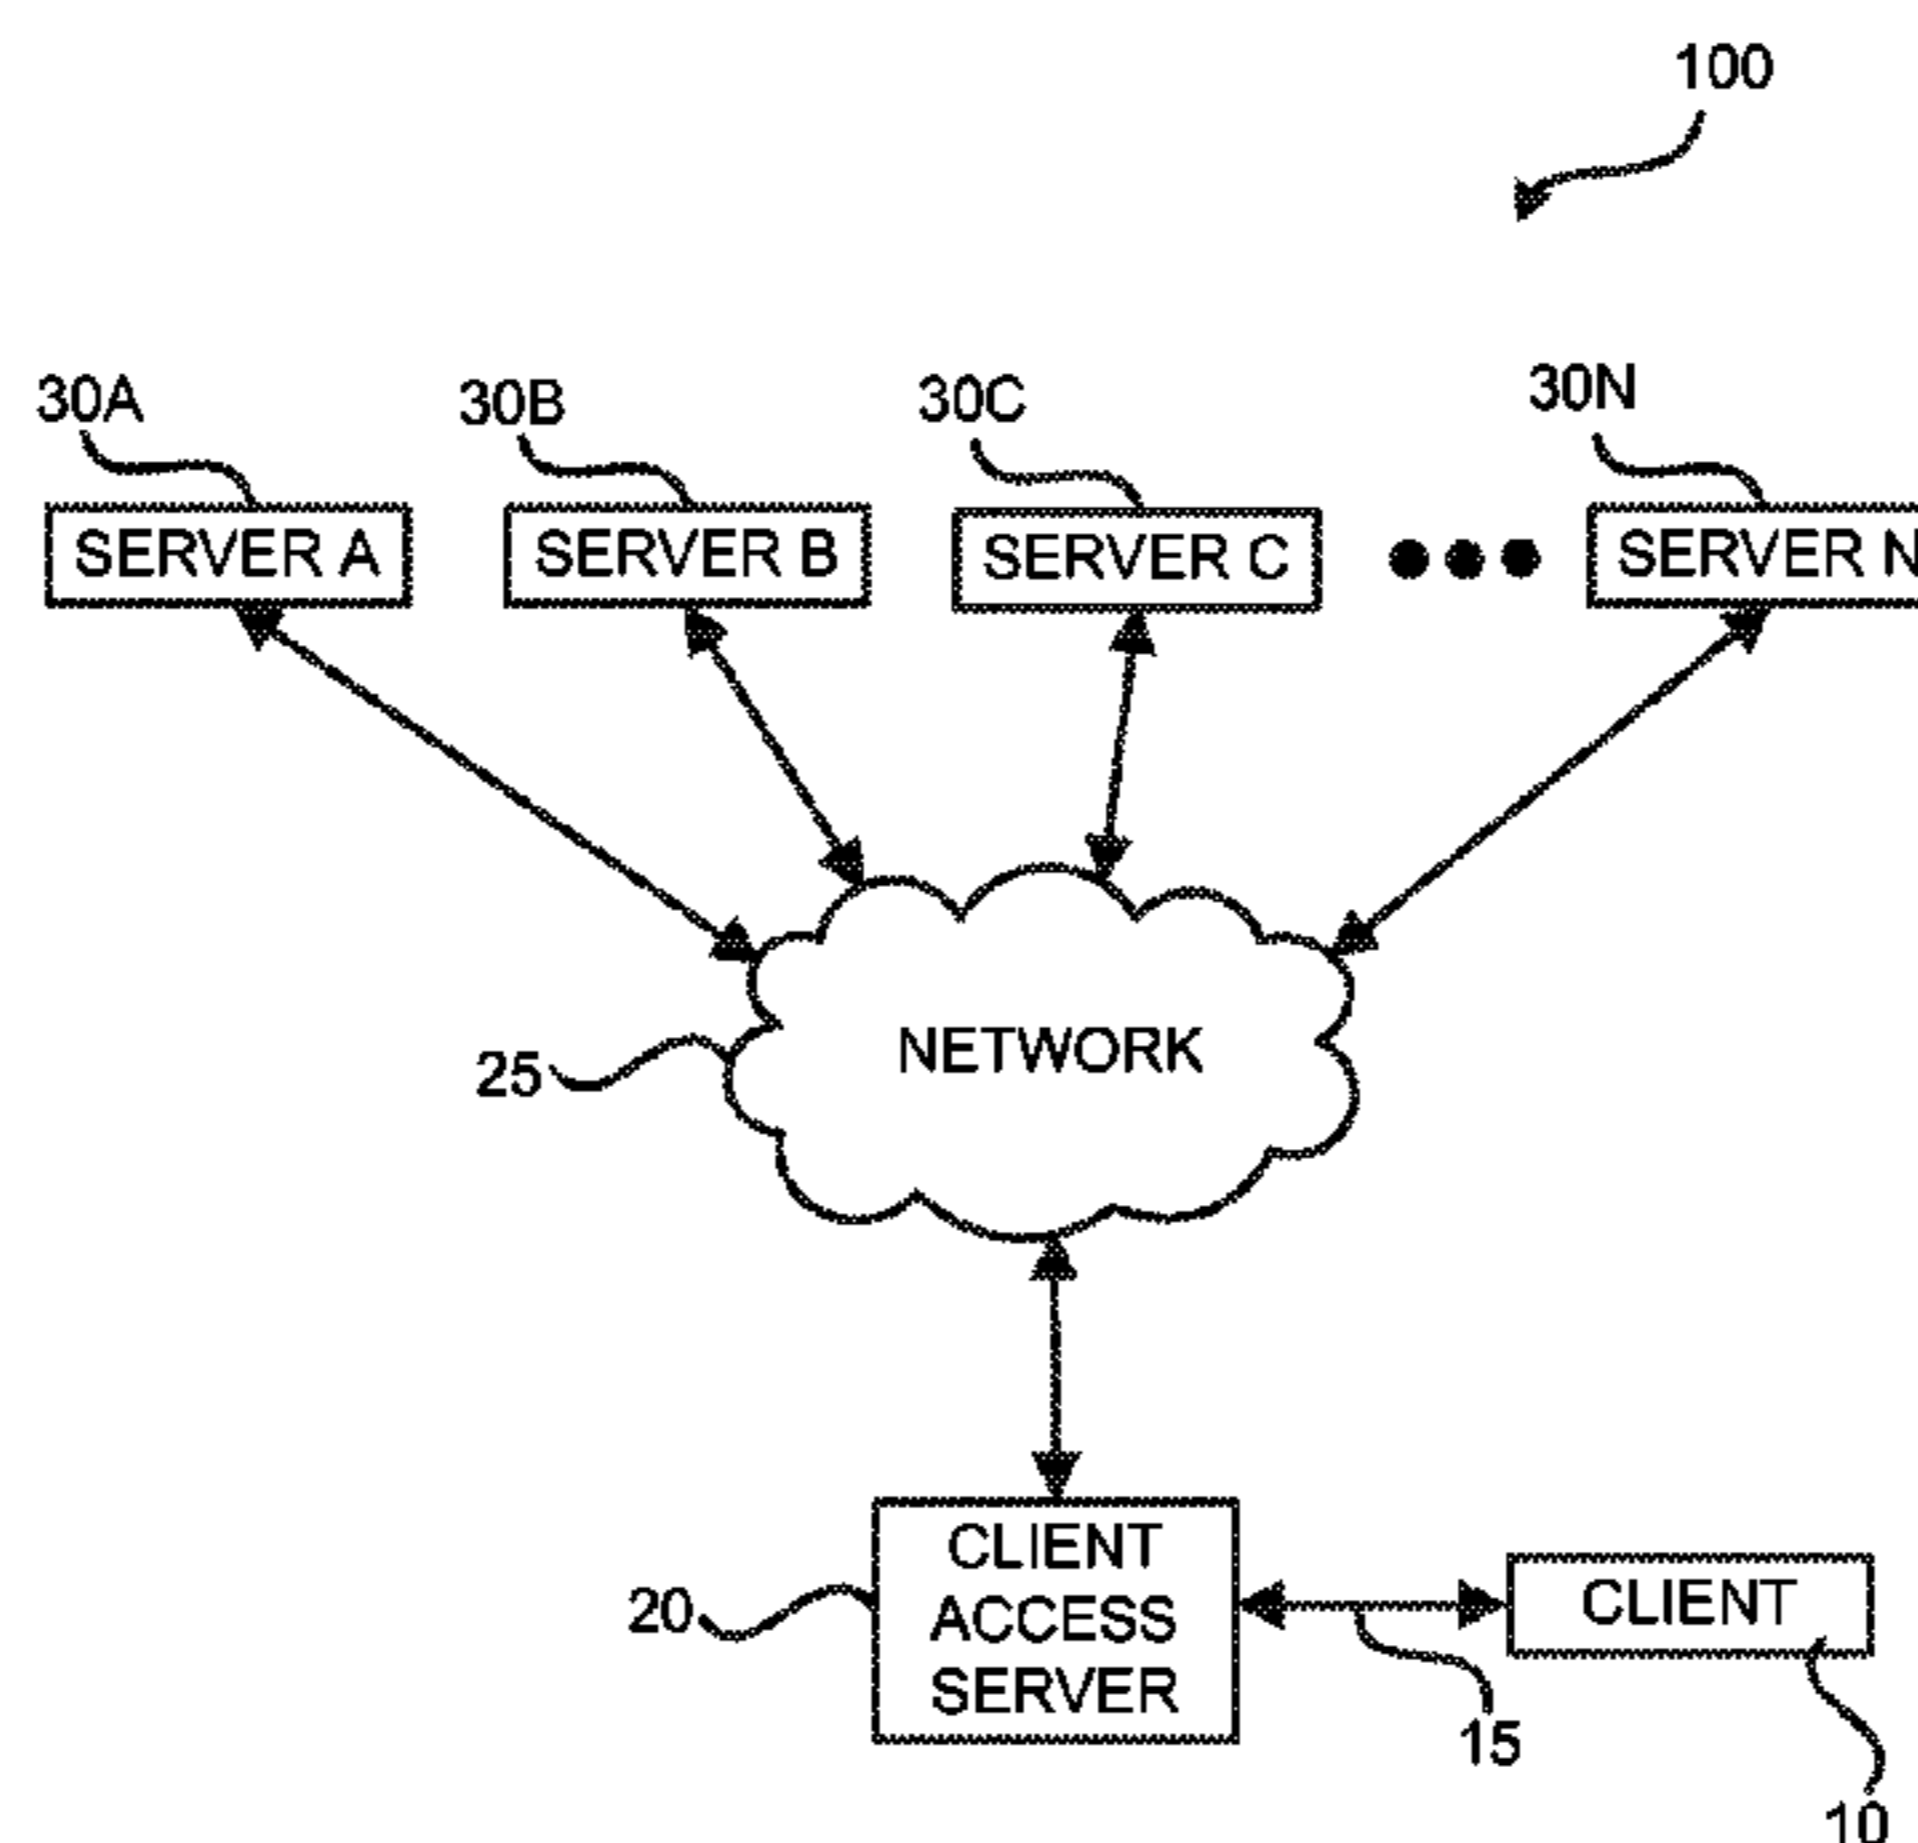 100
30A
30B
30C
30N
SERVER A
SERVER B
SERVER C
SERVER N
NETWORK
25
CLIENT
ACCESS
SERVER
20
CLIENT
15
10